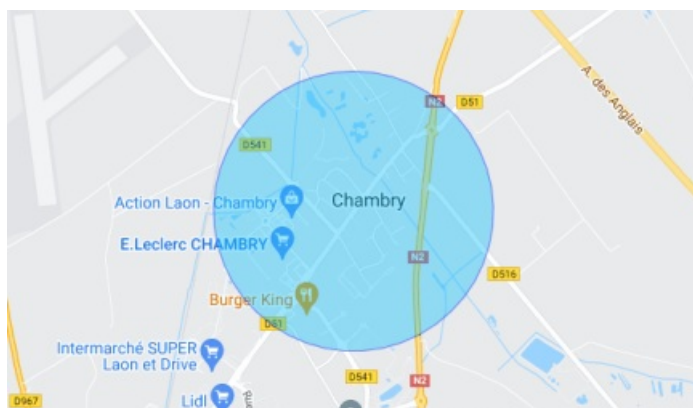 N2
D51
A. des Anglais
D541
Action Laon - Chambry
Chambry
E.Leclerc CHAMBRY
N2
D516
Burger King
D51
Intermarché SUPER
Laon et Drive
D541
N2
D967
Lidl